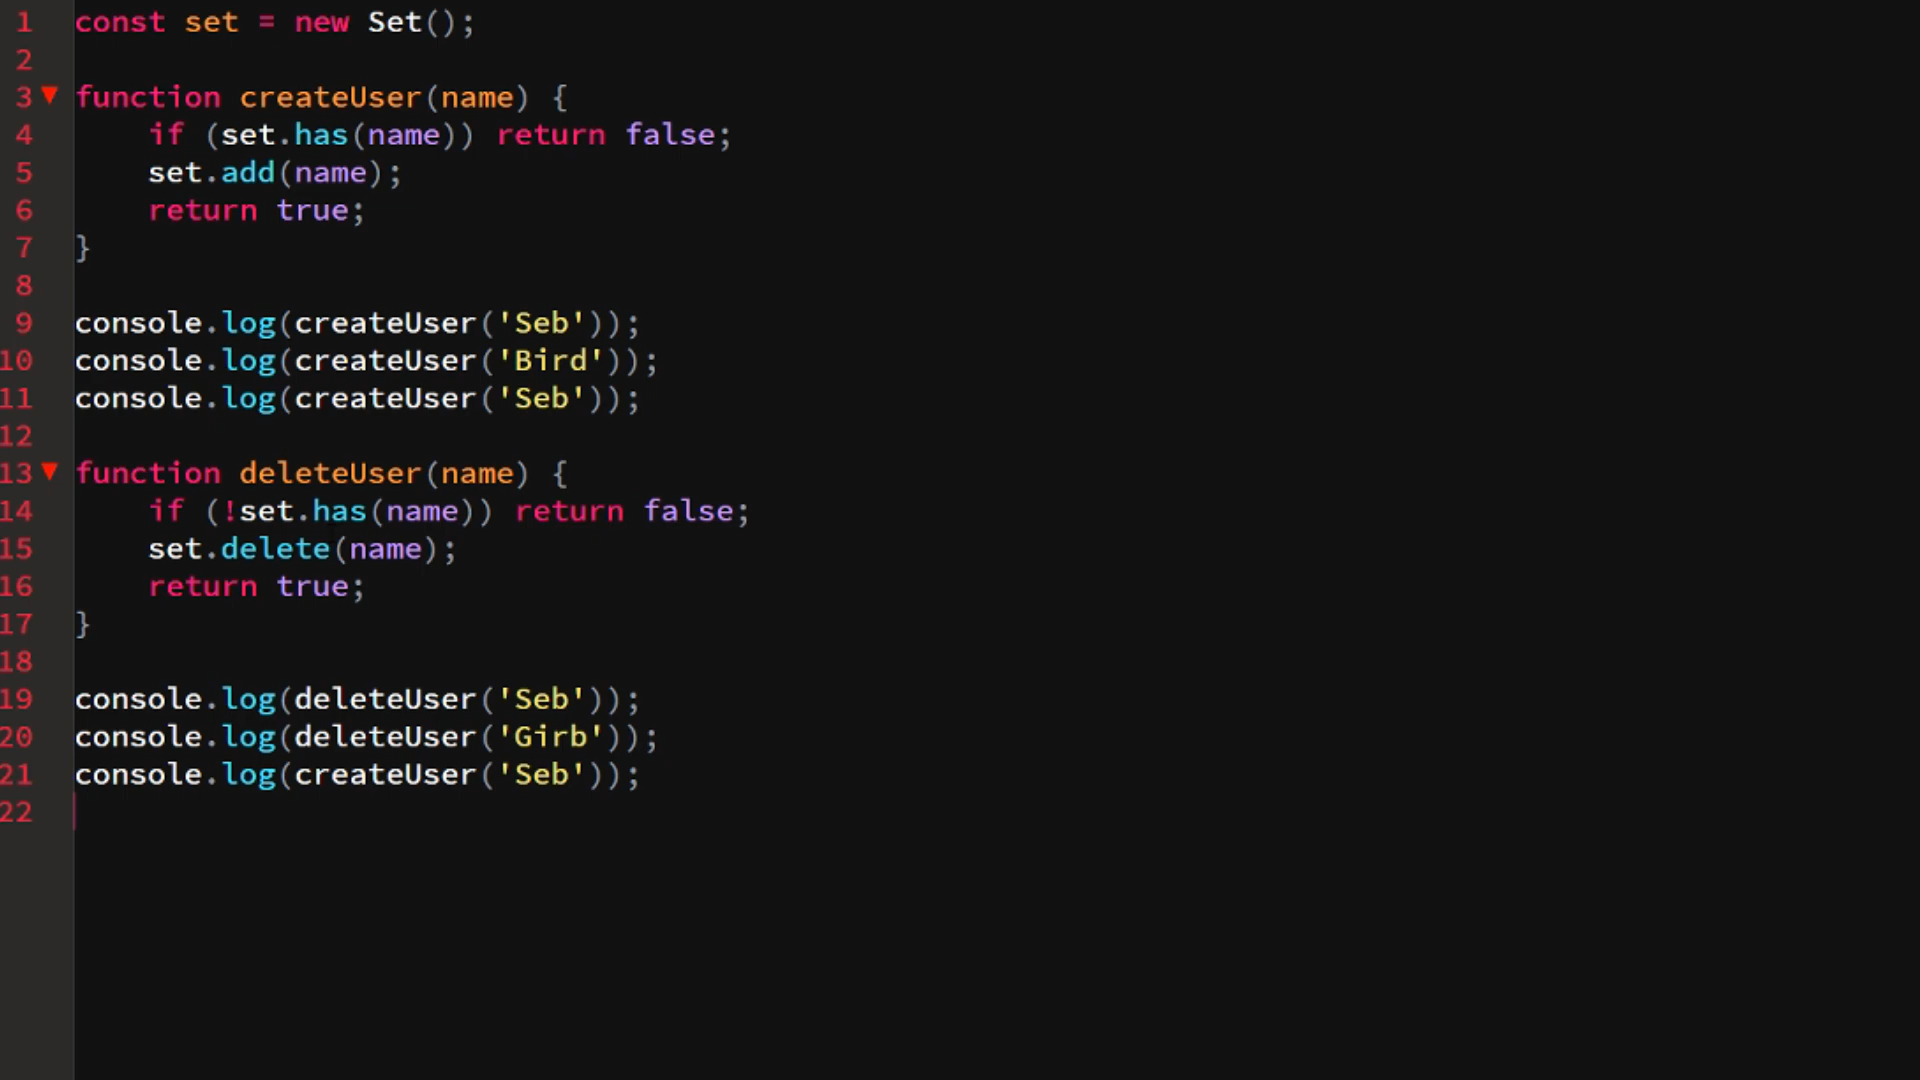 1 const set = new Set();
2
3 function createUser(name) {
4 if (set.has(name)) return false;
5 set.add(name);
6 return true;
7 }
8
9 console.log(createUser('Seb'));
10 console.log(createUser('Bird'));
11 console.log(createUser('Seb'));
12
13 function deleteUser(name) {
14 if (!set.has(name)) return false;
15 set.delete(name);
16 return true;
17 }
18
19 console.log(deleteUser('Seb'));
20 console.log(deleteUser('Girb'));
21 console.log(createUser('Seb'));
22